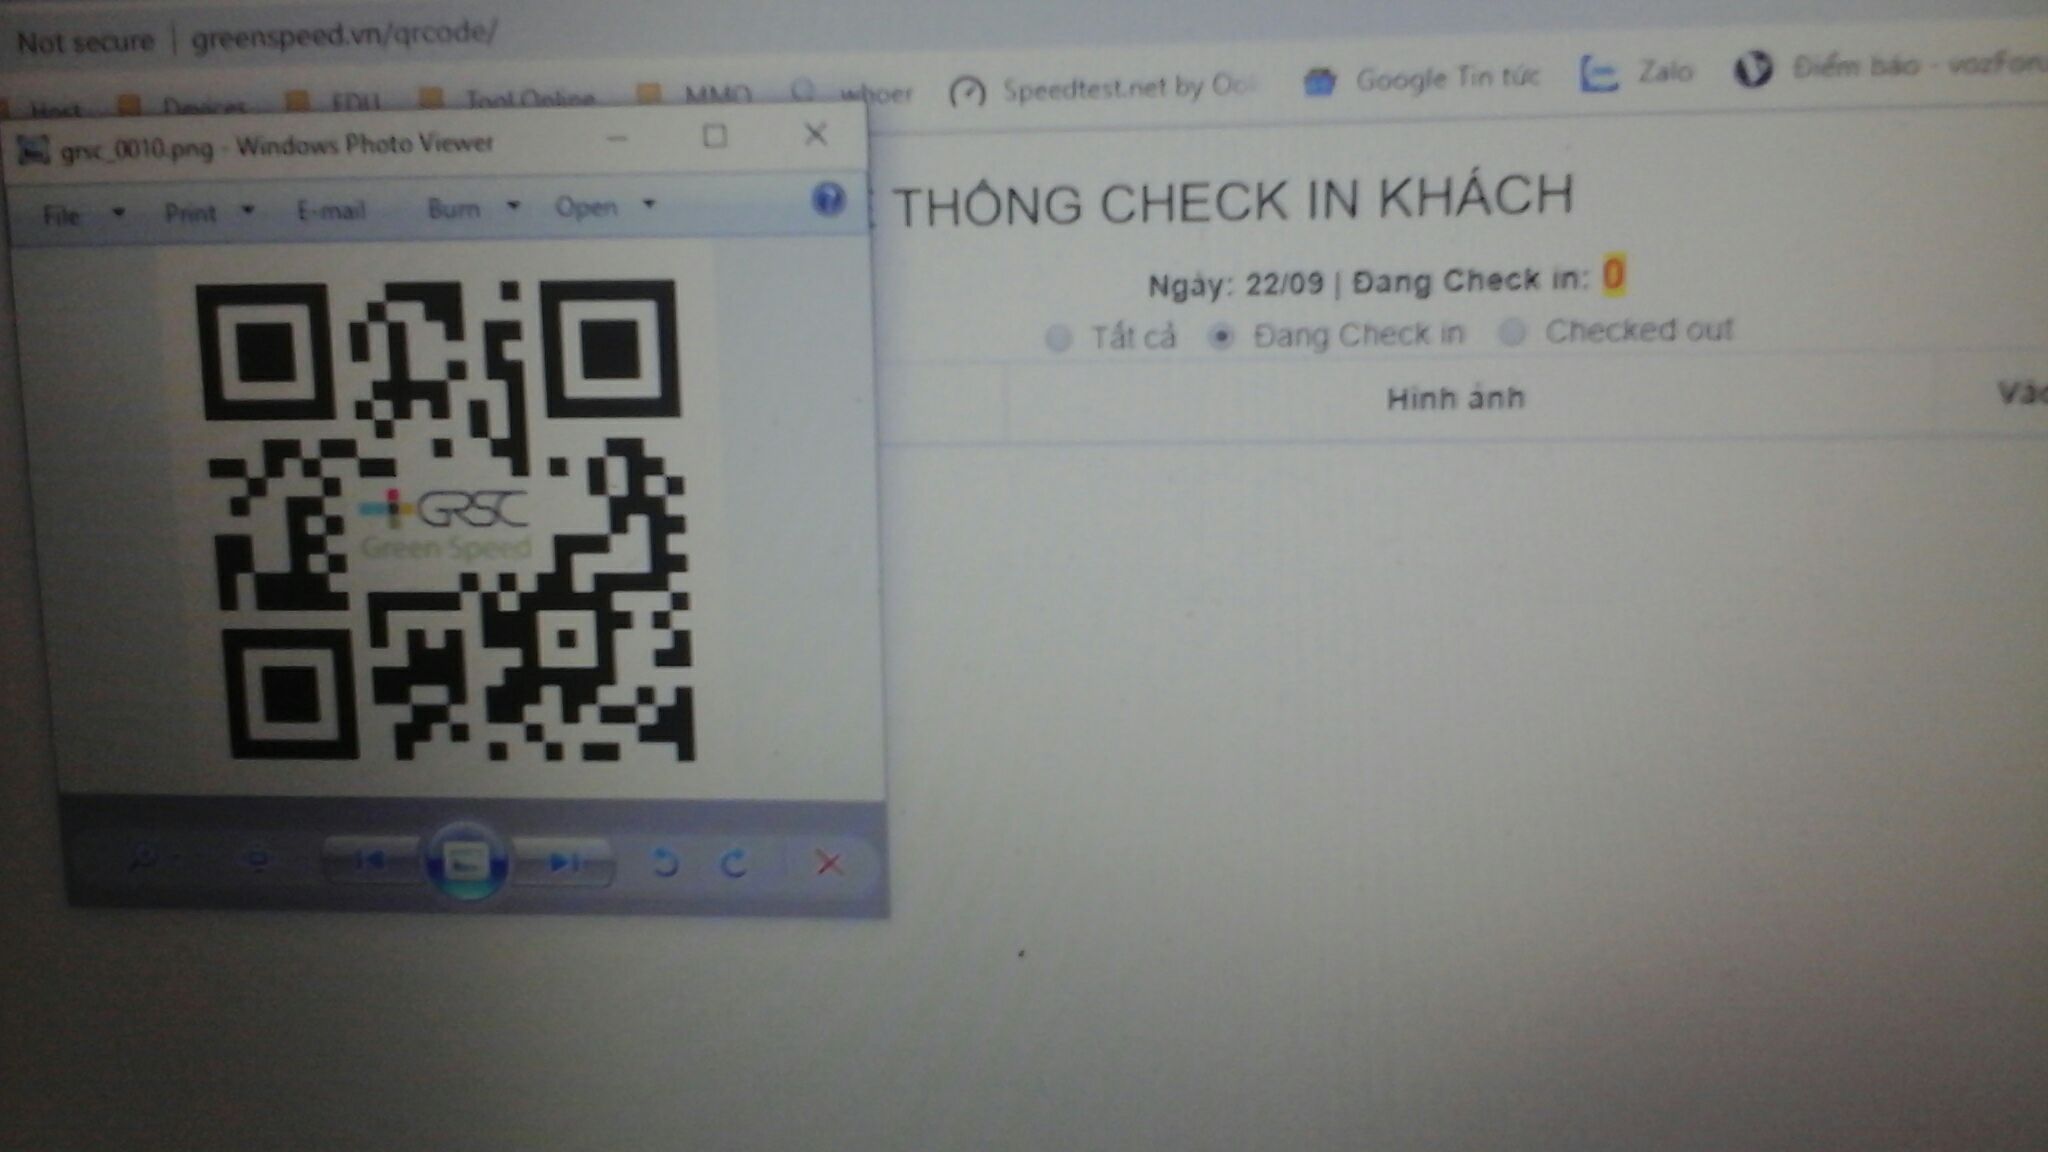 Not secure | greenspeed.vn/qrcode/
Host Devices EDU Tool Online MMO whoer Speedtest.net by Google Tin tức Zalo Điểm báo - vozForu
grsc_0010.png - Windows Photo Viewer
File Print E-mail Burn Open
THÔNG CHECK IN KHÁCH
Ngày: 22/09 | Đang Check in: 0
Tất cả Đang Check in Checked out
Hình ảnh
GRSC
Green Speed